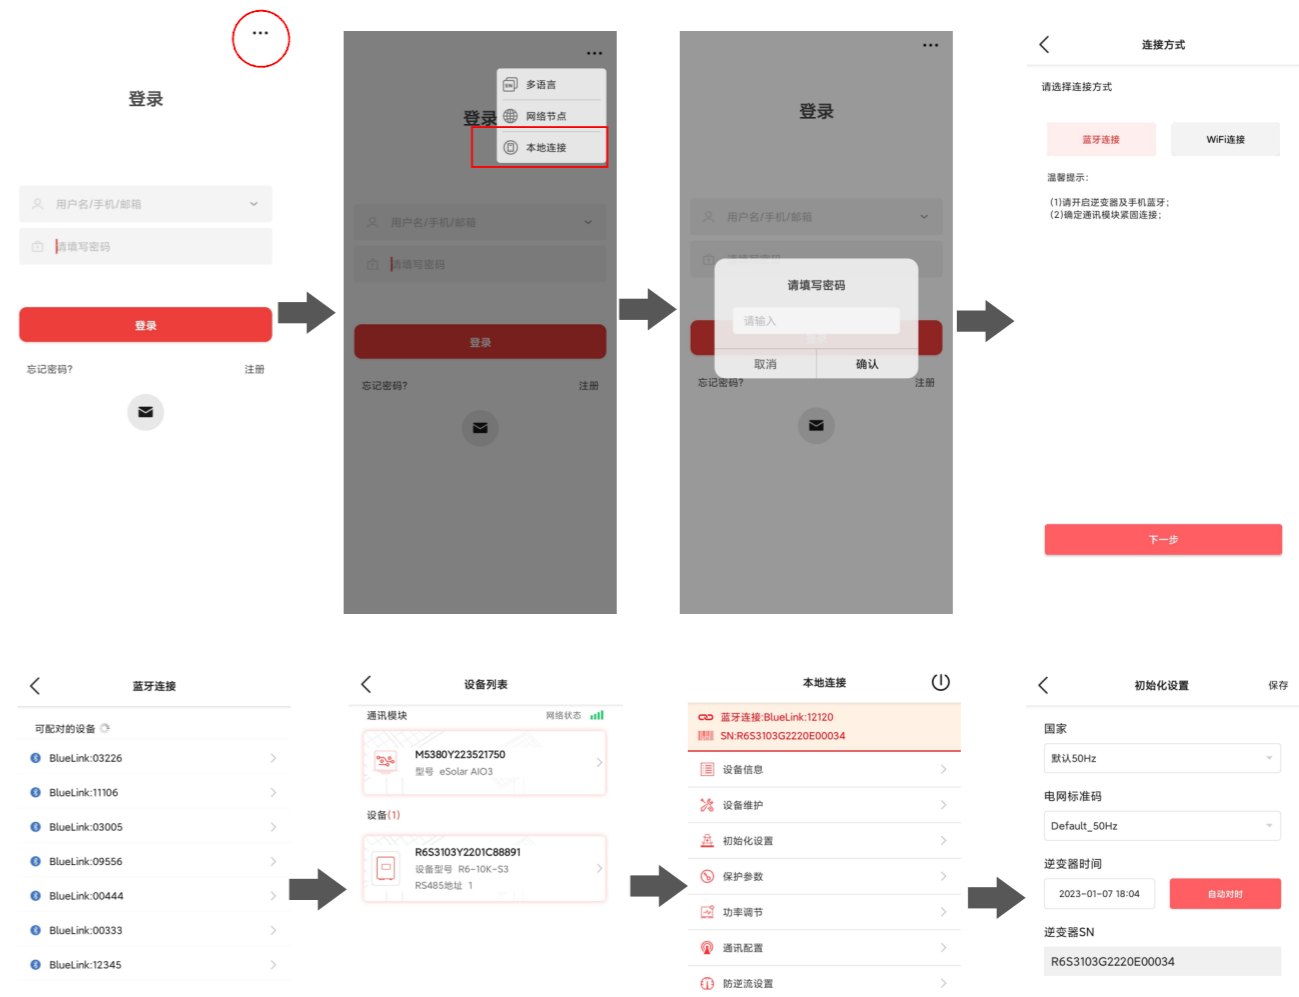 登录
用户名/手机/邮箱
请填写密码
登录
忘记密码?
注册
多语言
登录
网络节点
本地连接
用户名/手机/邮箱
请填写密码
登录
忘记密码?
注册
登录
用户名/手机/邮箱
请填写密码
请填写密码
请输入
取消
确认
忘记密码?
注册
连接方式
请选择连接方式
蓝牙连接
WiFi连接
温馨提示:
(1)请开启逆变器及手机蓝牙;
(2)确定通讯模块紧固连接;
下一步
蓝牙连接
可配对的设备
BlueLink:03226
BlueLink:11106
BlueLink:03005
BlueLink:09556
BlueLink:00444
BlueLink:00333
BlueLink:12345
设备列表
通讯模块
网络状态
M5380Y223521750
型号 eSolar AIO3
设备(1)
R6S3103Y2201C88891
设备型号 R6-10K-S3
RS485地址 1
本地连接
蓝牙连接:BlueLink:12120
SN:R6S3103G2220E00034
设备信息
设备维护
初始化设置
保护参数
功率调节
通讯配置
防逆流设置
初始化设置
保存
国家
默认50Hz
电网标准码
Default_50Hz
逆变器时间
2023-01-07 18:04
自动对时
逆变器SN
R6S3103G2220E00034